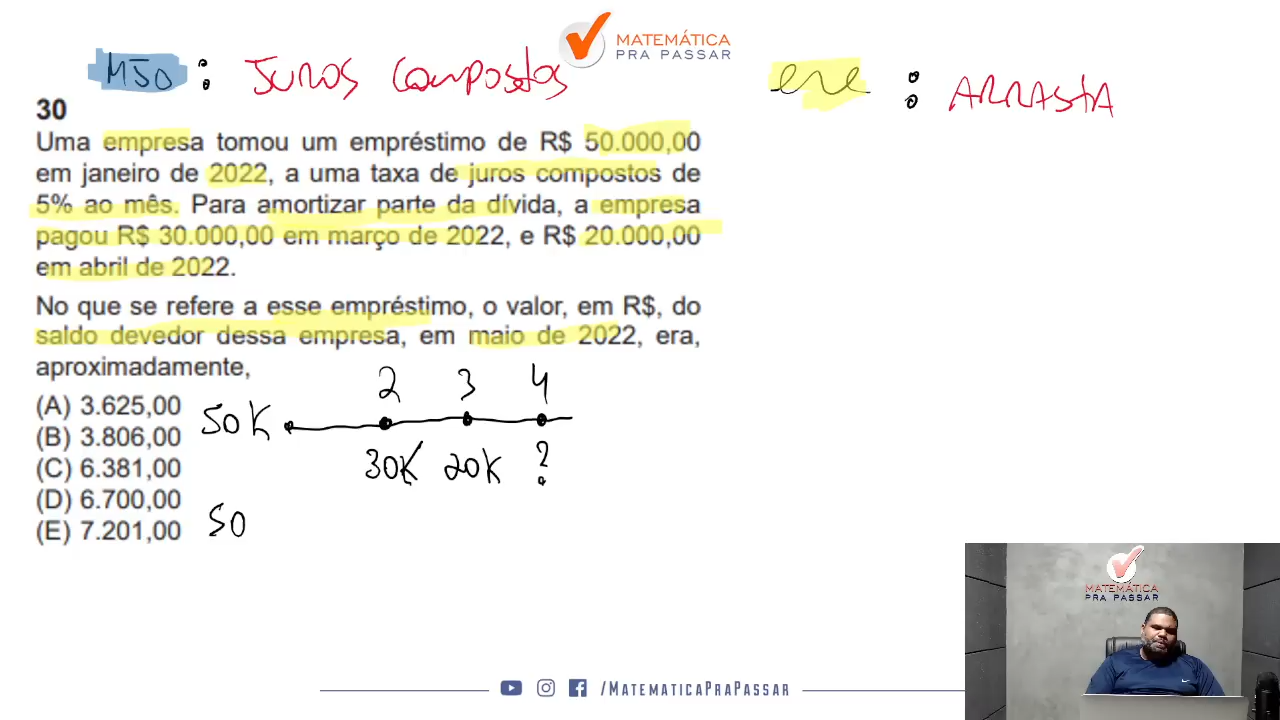 MJO : JUROS COMPOSTOS
MATEMÁTICA
PRA PASSAR
: ARRASTA
30
Uma empresa tomou um empréstimo de R$ 50.000,00
em janeiro de 2022, a uma taxa de juros compostos de
5% ao mês. Para amortizar parte da dívida, a empresa
pagou R$ 30.000,00 em março de 2022, e R$ 20.000,00
em abril de 2022.
No que se refere a esse empréstimo, o valor, em R$, do
saldo devedor dessa empresa, em maio de 2022, era,
aproximadamente,
(A) 3.625,00
(B) 3.806,00
(C) 6.381,00
(D) 6.700,00
(E) 7.201,00
2 3 4
50K
30K 20K ?
50
MATEMÁTICA
PRA PASSAR
/MATEMATICAPRAPASSAR